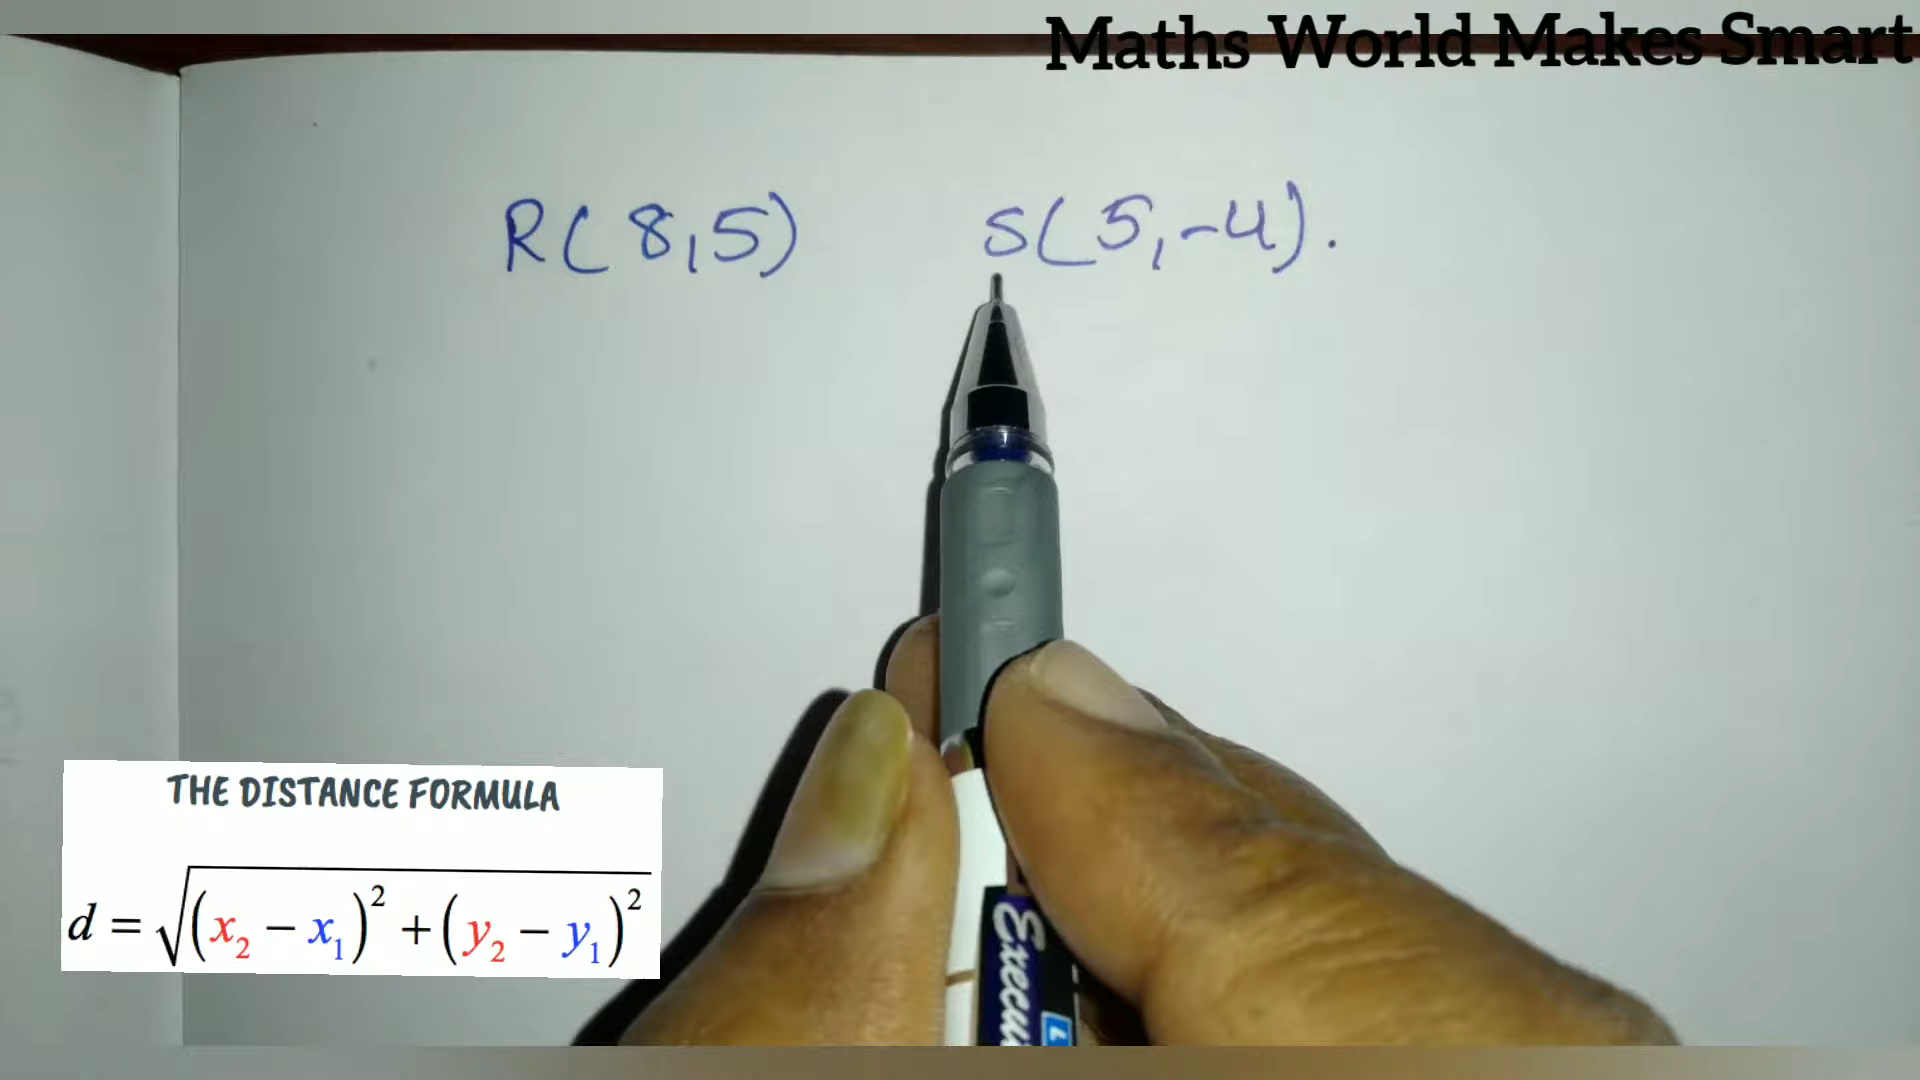 Maths World Makes Smart
R(8,5) S(5,-4).
THE DISTANCE FORMULA
d = √(x₂ − x₁)² + (y₂ − y₁)²